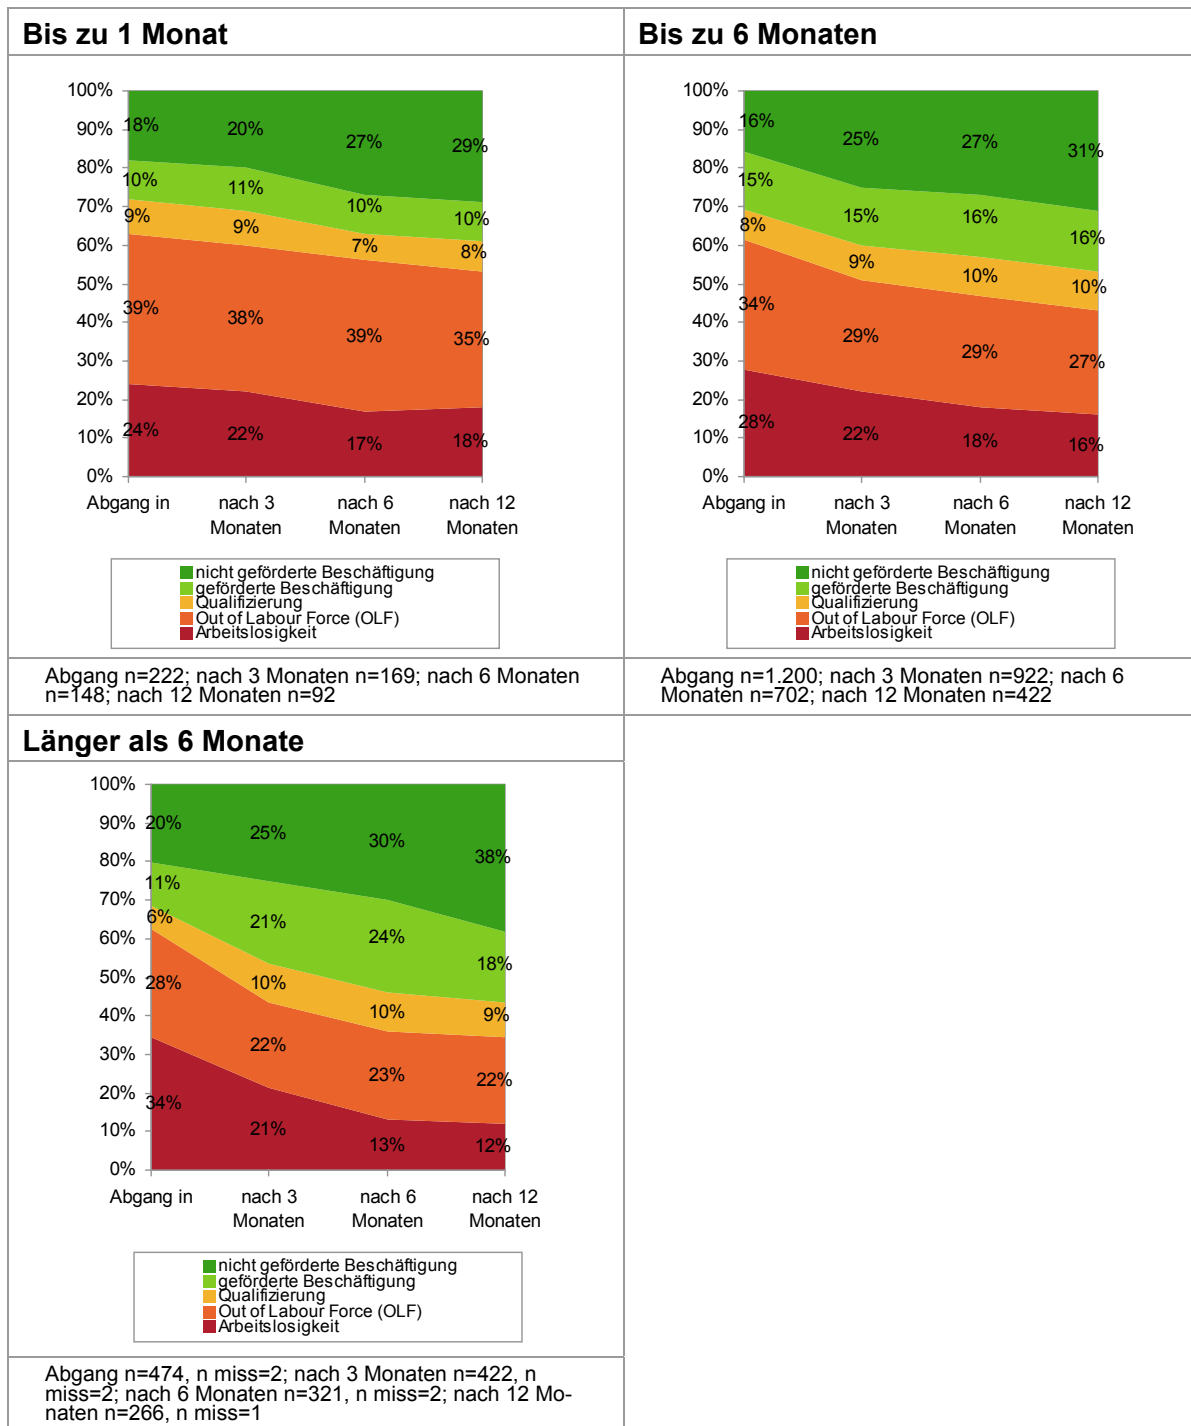 Bis zu 1 Monat
100%
90%
80%
70%
60%
50%
40%
30%
20%
10%
0%
18%
20%
27%
29%
10%
11%
10%
10%
9%
9%
7%
8%
39%
38%
39%
35%
24%
22%
17%
18%
Abgang in
nach 3
Monaten
nach 6
Monaten
nach 12
Monaten
nicht geförderte Beschäftigung
geförderte Beschäftigung
Qualifizierung
Out of Labour Force (OLF)
Arbeitslosigkeit
Abgang n=222; nach 3 Monaten n=169; nach 6 Monaten
n=148; nach 12 Monaten n=92
Bis zu 6 Monaten
100%
90%
80%
70%
60%
50%
40%
30%
20%
10%
0%
16%
25%
27%
31%
15%
15%
16%
16%
8%
9%
10%
10%
34%
29%
29%
27%
28%
22%
18%
16%
Abgang in
nach 3
Monaten
nach 6
Monaten
nach 12
Monaten
nicht geförderte Beschäftigung
geförderte Beschäftigung
Qualifizierung
Out of Labour Force (OLF)
Arbeitslosigkeit
Abgang n=1.200; nach 3 Monaten n=922; nach 6
Monaten n=702; nach 12 Monaten n=422
Länger als 6 Monate
100%
90%
80%
70%
60%
50%
40%
30%
20%
10%
0%
20%
25%
30%
38%
11%
21%
24%
18%
6%
10%
10%
9%
28%
22%
23%
22%
34%
21%
13%
12%
Abgang in
nach 3
Monaten
nach 6
Monaten
nach 12
Monaten
nicht geförderte Beschäftigung
geförderte Beschäftigung
Qualifizierung
Out of Labour Force (OLF)
Arbeitslosigkeit
Abgang n=474, n miss=2; nach 3 Monaten n=422, n
miss=2; nach 6 Monaten n=321, n miss=2; nach 12 Mo-
naten n=266, n miss=1